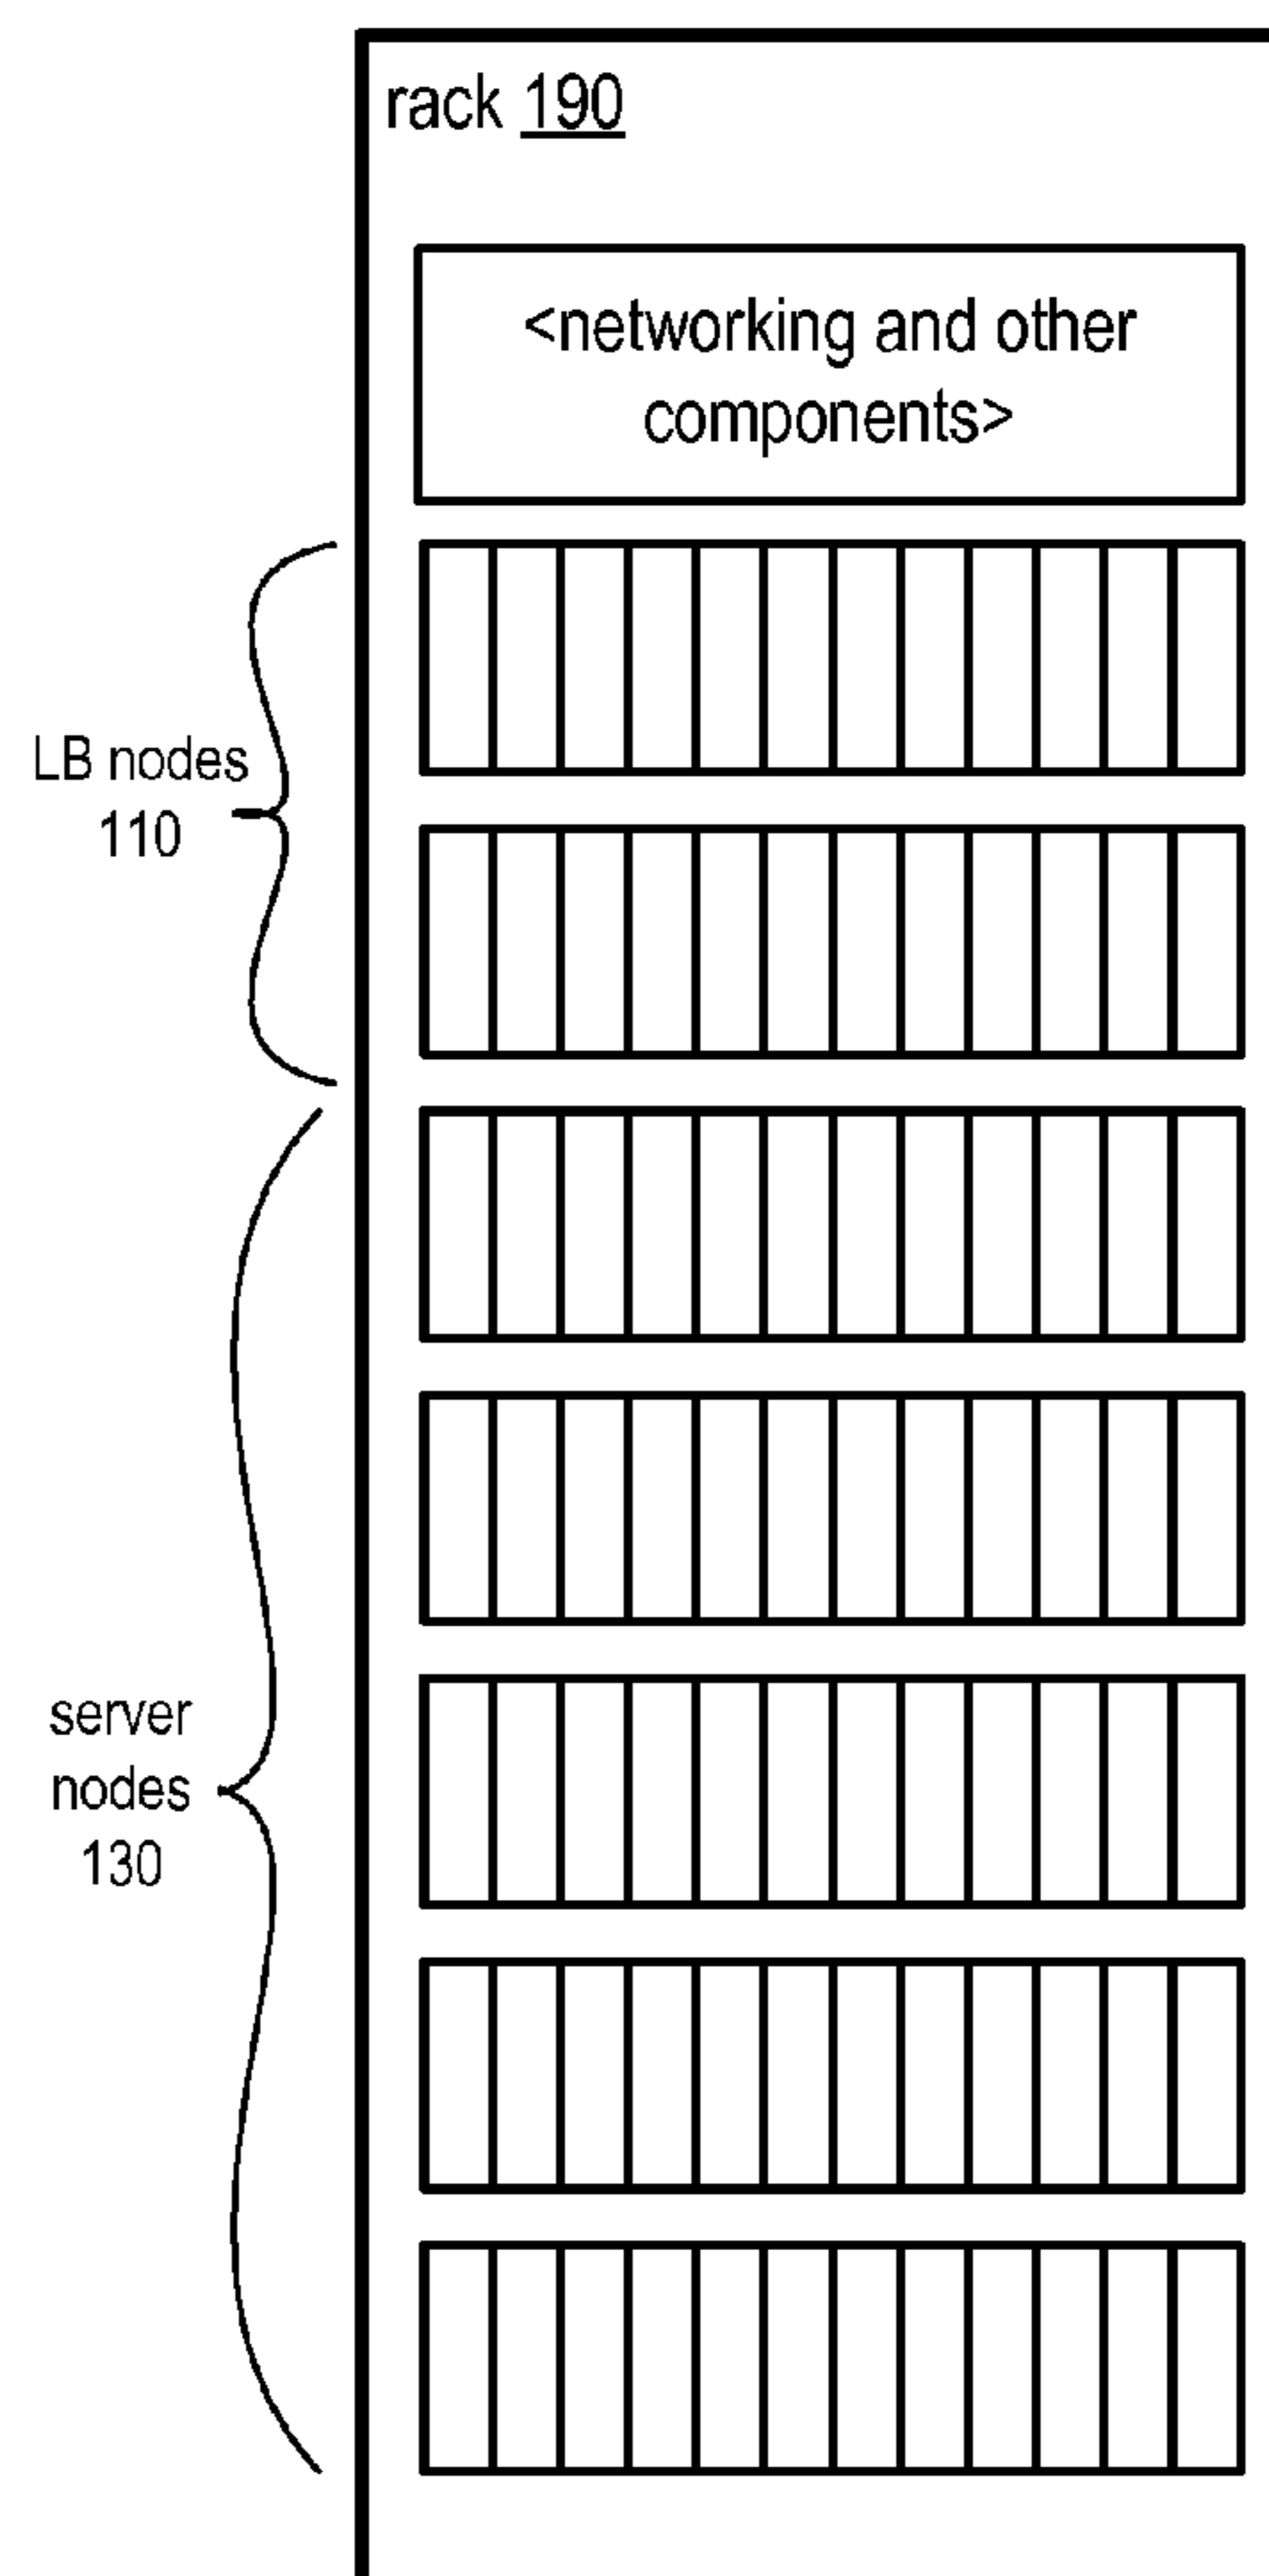 rack 190
<networking and other
components>
LB nodes
110
server
nodes
130